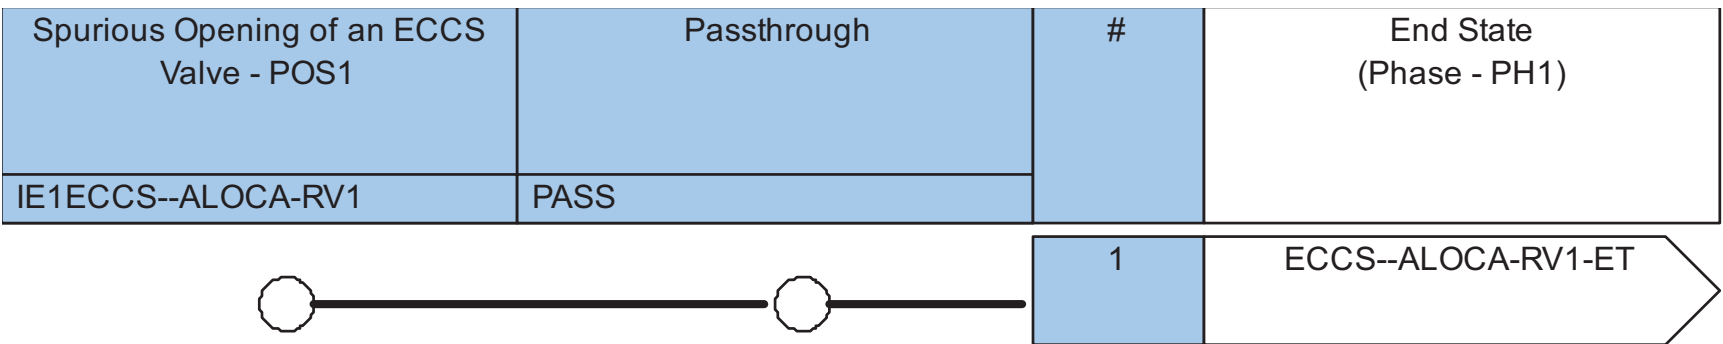 Spurious Opening of an ECCS
Valve - POS1
Passthrough
#
End State
(Phase - PH1)
IE1ECCS--ALOCA-RV1
PASS
1
ECCS--ALOCA-RV1-ET